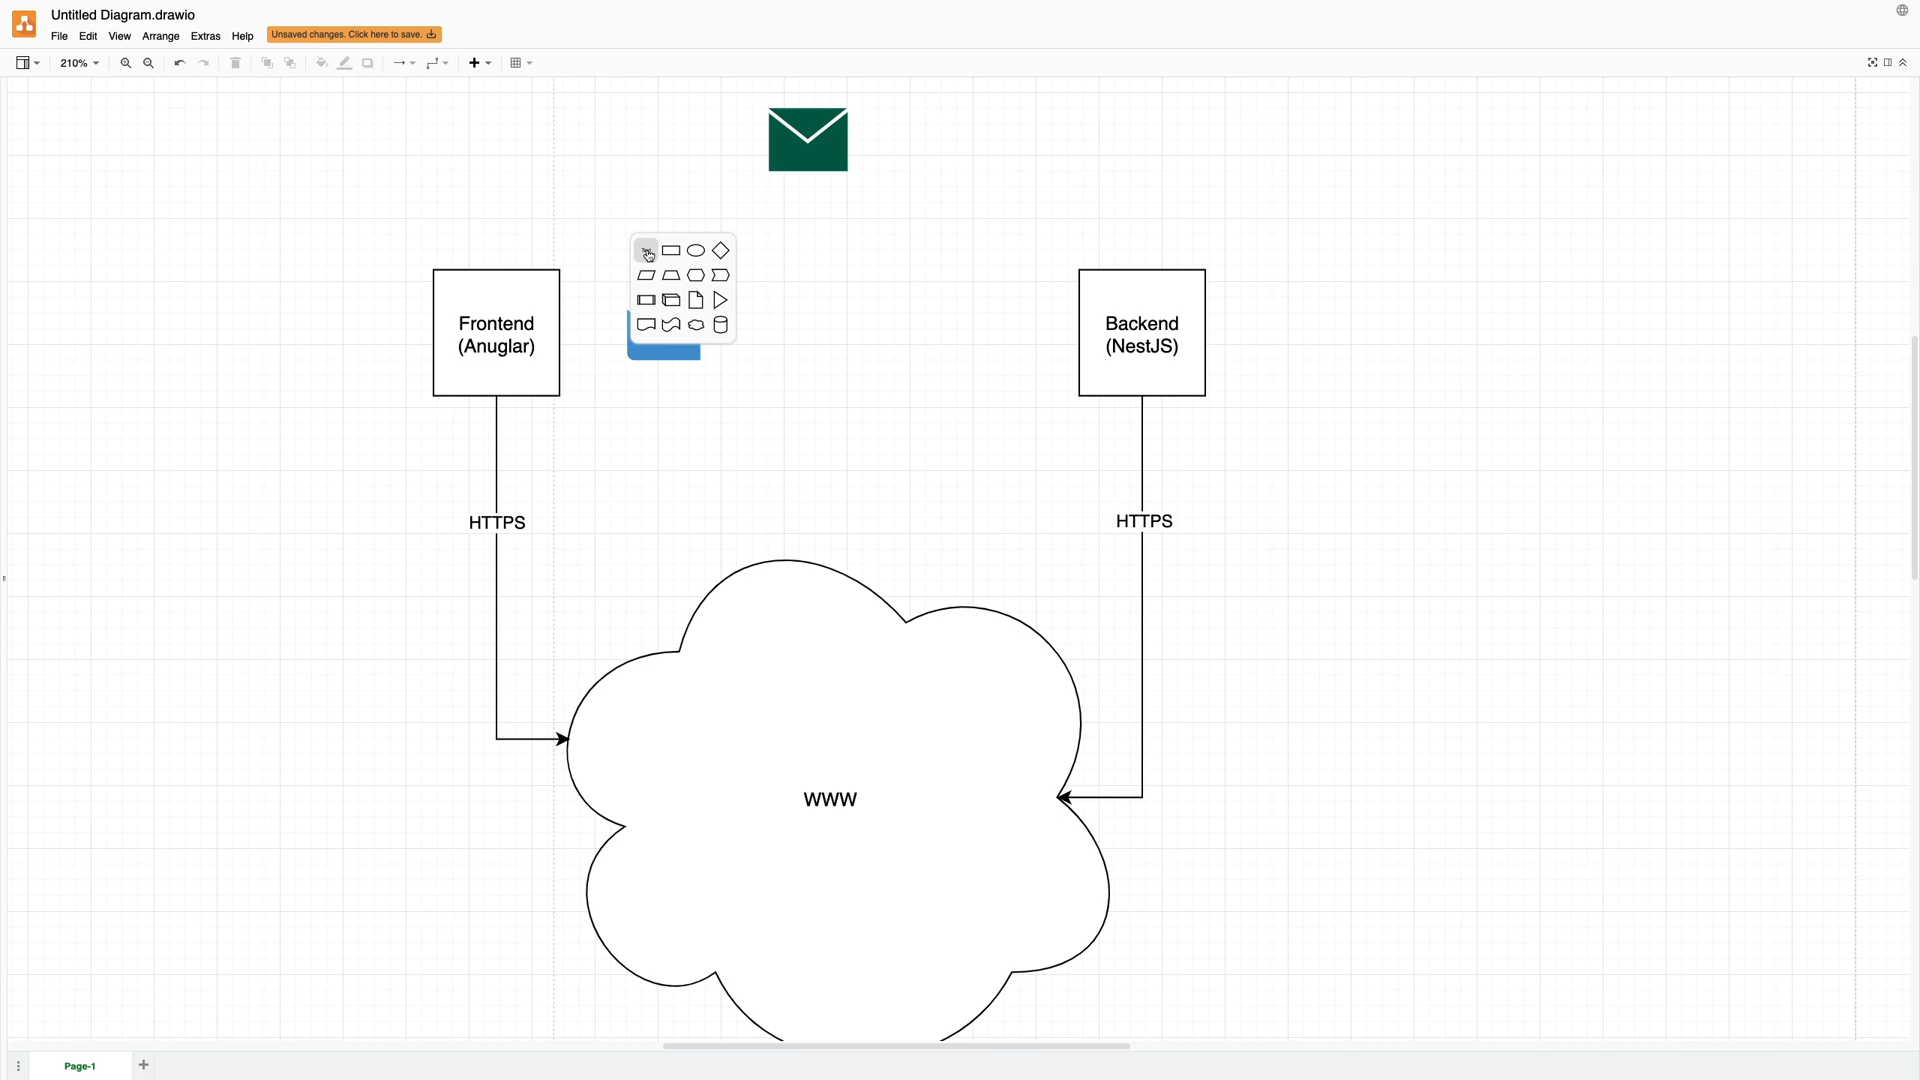 Untitled Diagram.drawio
File Edit View Arrange Extras Help
Unsaved changes. Click here to save.
210%
Text
Frontend
(Anuglar)
Backend
(NestJS)
HTTPS
HTTPS
WWW
Page-1